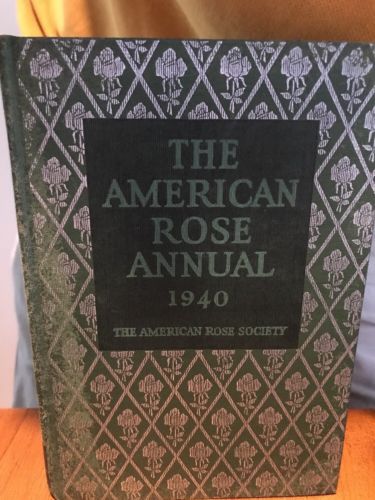 THE
AMERICAN
ROSE
ANNUAL
1940
THE AMERICAN ROSE SOCIETY